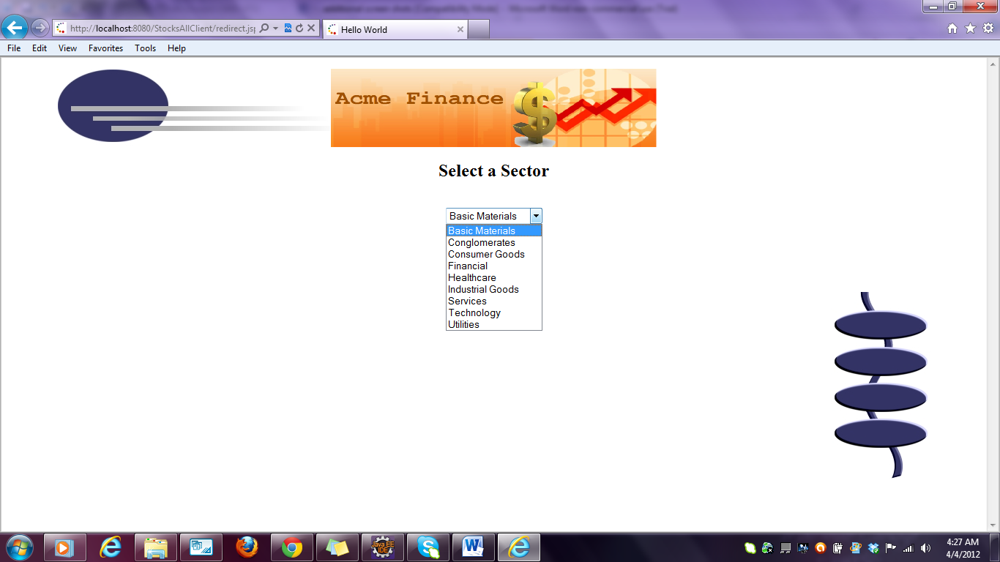 http://localhost:8080/StocksAllClient/redirect.jsp
Hello World
File Edit View Favorites Tools Help
Acme Finance
Select a Sector
Basic Materials
Basic Materials
Conglomerates
Consumer Goods
Financial
Healthcare
Industrial Goods
Services
Technology
Utilities
Java EE
IDE
4:27 AM
4/4/2012